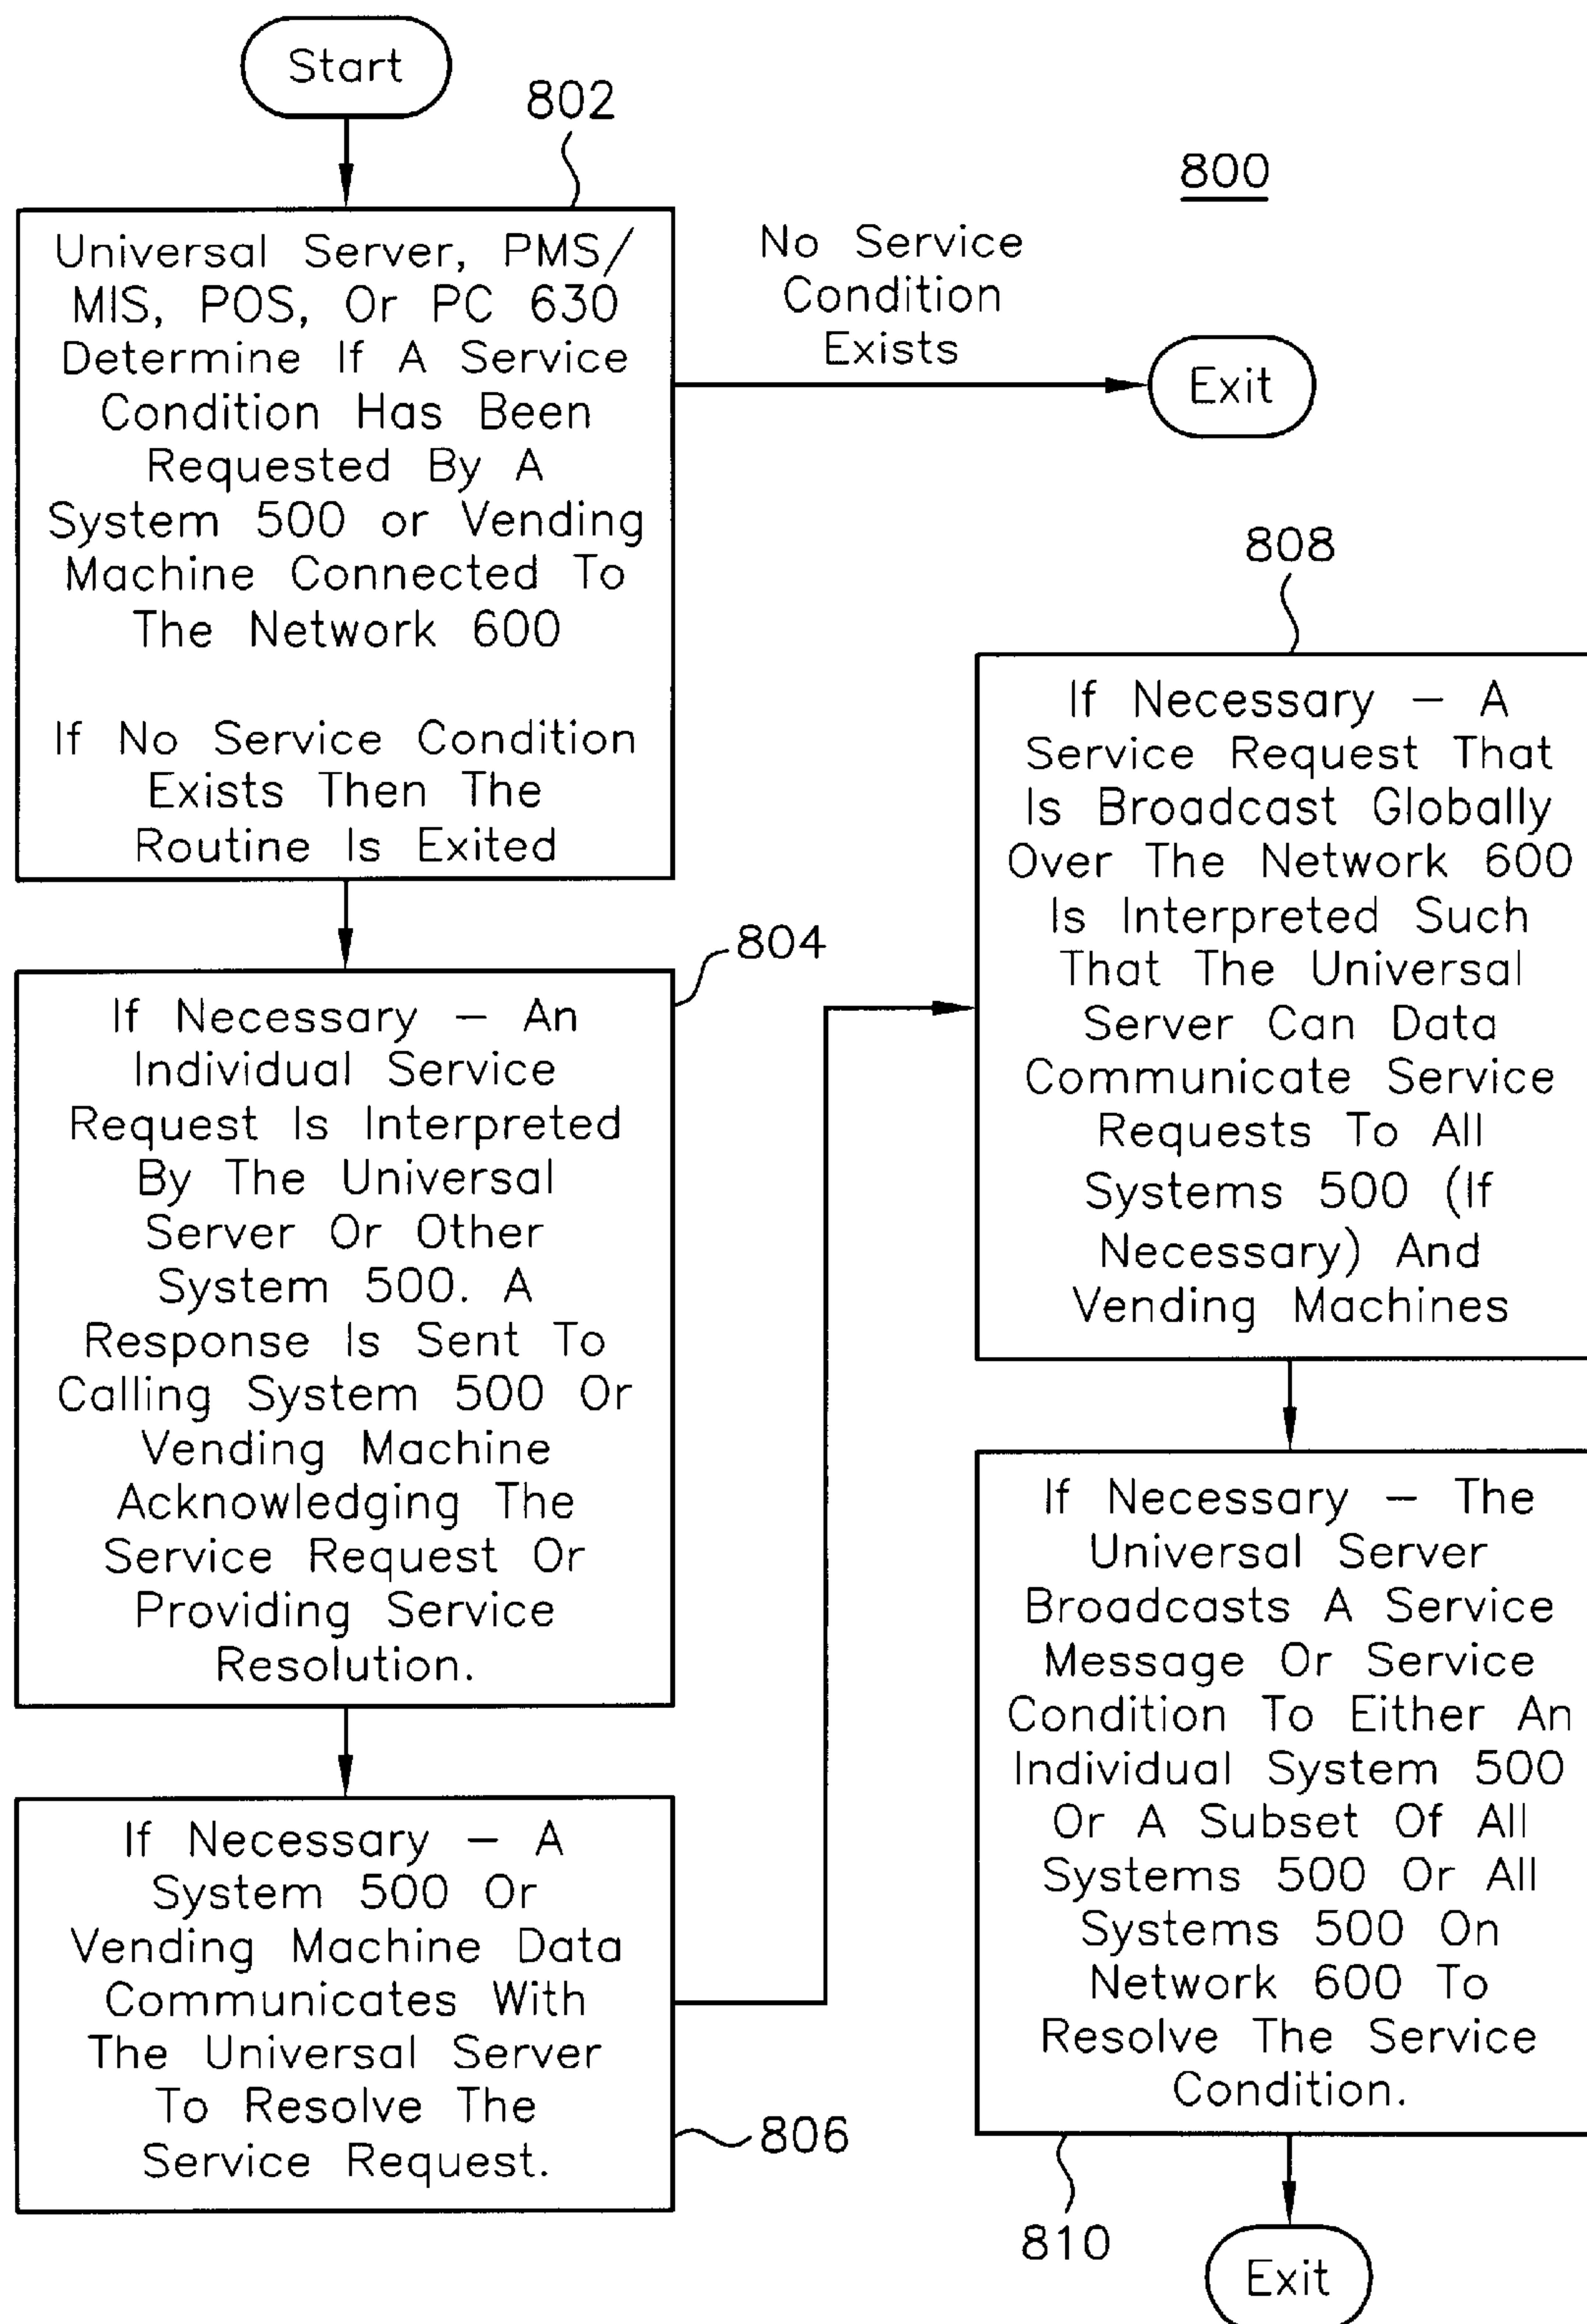 Start
802
Universal Server, PMS/
MIS, POS, Or PC 630
Determine If A Service
Condition Has Been
Requested By A
System 500 or Vending
Machine Connected To
The Network 600
If No Service Condition
Exists Then The
Routine Is Exited
800
No Service
Condition
Exists
Exit
804
If Necessary – An
Individual Service
Request Is Interpreted
By The Universal
Server Or Other
System 500. A
Response Is Sent To
Calling System 500 Or
Vending Machine
Acknowledging The
Service Request Or
Providing Service
Resolution.
If Necessary – A
System 500 Or
Vending Machine Data
Communicates With
The Universal Server
To Resolve The
Service Request.
806
808
If Necessary – A
Service Request That
Is Broadcast Globally
Over The Network 600
Is Interpreted Such
That The Universal
Server Can Data
Communicate Service
Requests To All
Systems 500 (If
Necessary) And
Vending Machines
If Necessary – The
Universal Server
Broadcasts A Service
Message Or Service
Condition To Either An
Individual System 500
Or A Subset Of All
Systems 500 Or All
Systems 500 On
Network 600 To
Resolve The Service
Condition.
810
Exit